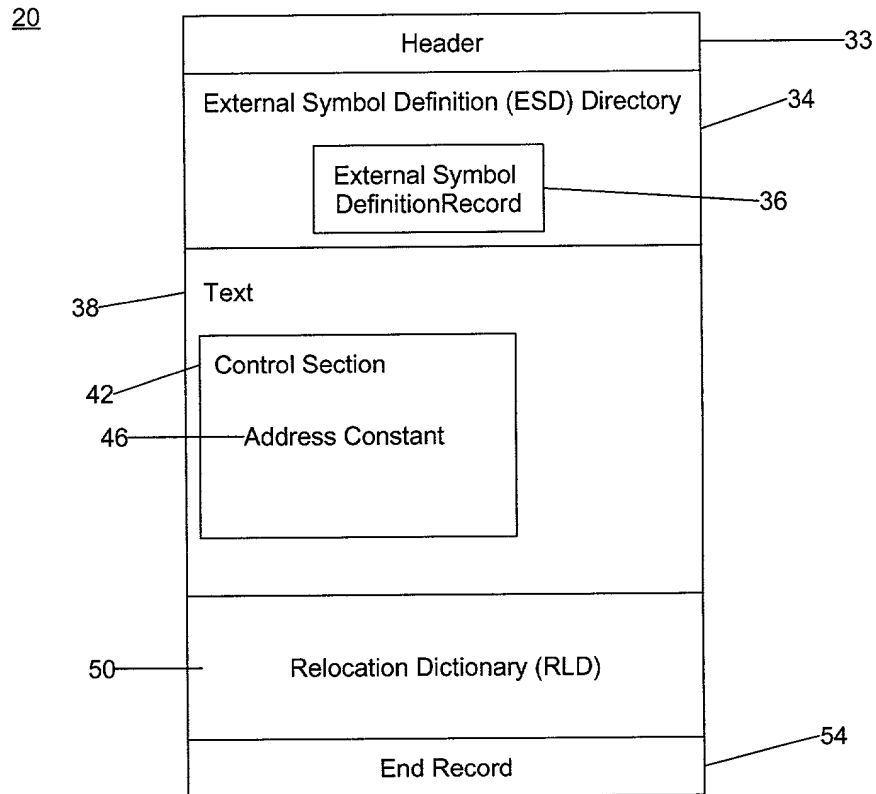 20
Header
33
External Symbol Definition (ESD) Directory
34
External Symbol
DefinitionRecord
36
38
Text
42
Control Section
46
Address Constant
50
Relocation Dictionary (RLD)
54
End Record